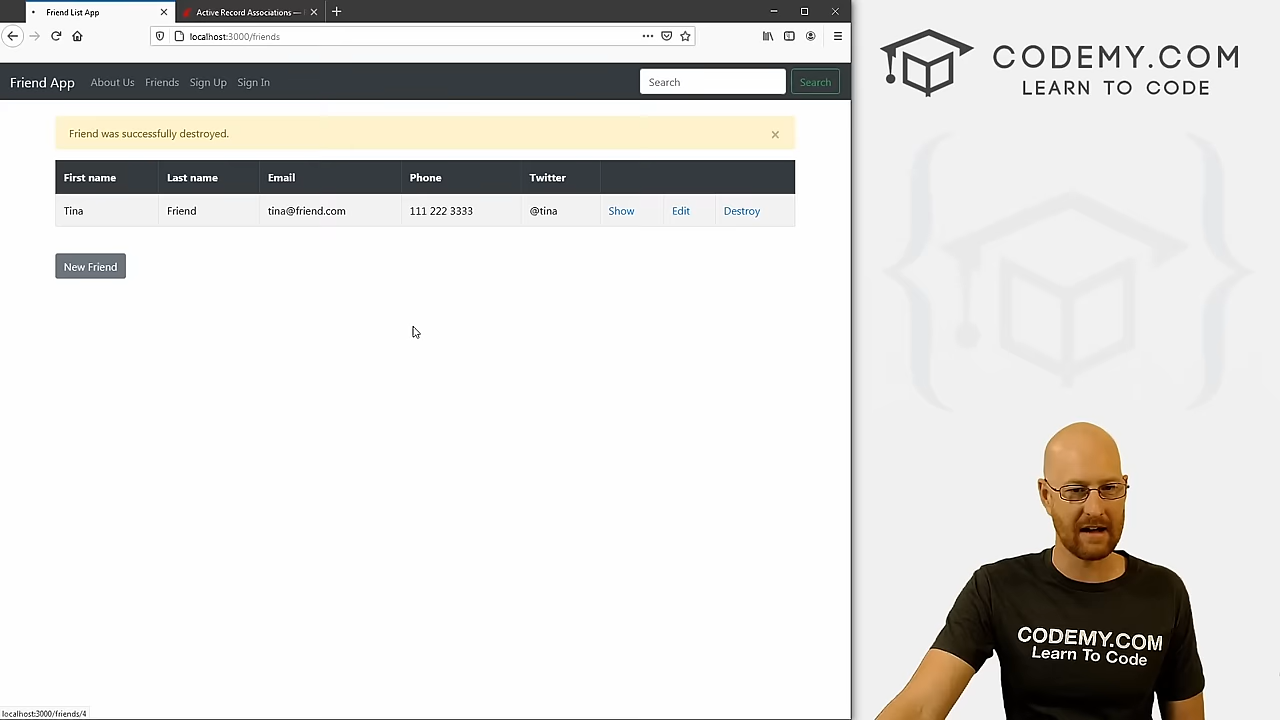 Friend List App
Active Record Associations —
localhost:3000/friends
Friend App About Us Friends Sign Up Sign In Search Search
Friend was successfully destroyed. ×
First name Last name Email Phone Twitter
Tina Friend tina@friend.com 111 222 3333 @tina Show Edit Destroy
New Friend
localhost:3000/friends/4
CODEMY.COM
LEARN TO CODE
CODEMY.COM
Learn To Code